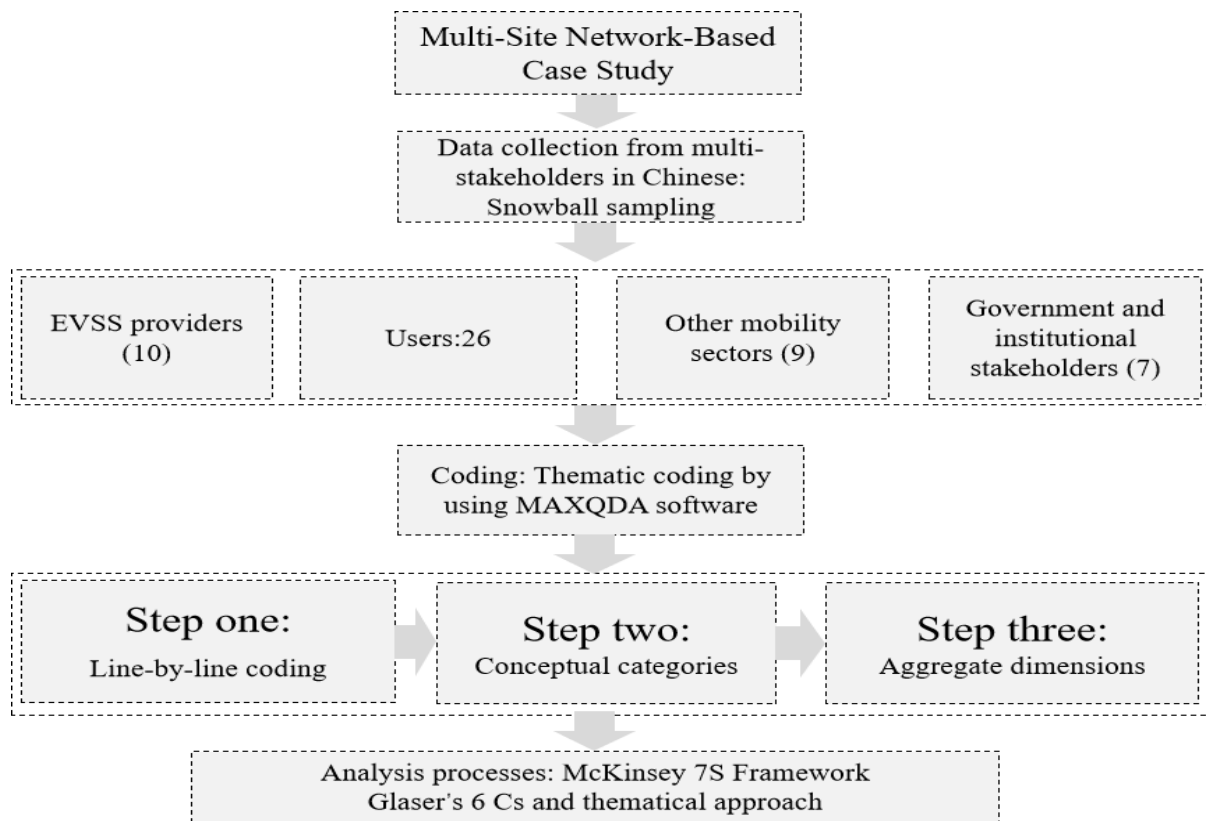 Multi-Site Network-Based
Case Study
Data collection from multi-
stakeholders in Chinese:
Snowball sampling
EVSS providers
(10)
Users:26
Other mobility
sectors (9)
Government and
institutional
stakeholders (7)
Coding: Thematic coding by
using MAXQDA software
Step one:
Line-by-line coding
Step two:
Conceptual categories
Step three:
Aggregate dimensions
Analysis processes: McKinsey 7S Framework
Glaser's 6 Cs and thematical approach